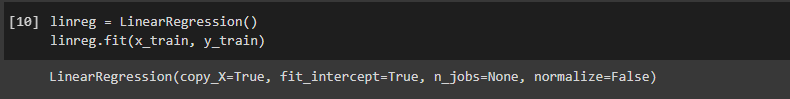 [10] linreg = LinearRegression()
linreg.fit(x_train, y_train)
LinearRegression(copy_X=True, fit_intercept=True, n_jobs=None, normalize=False)